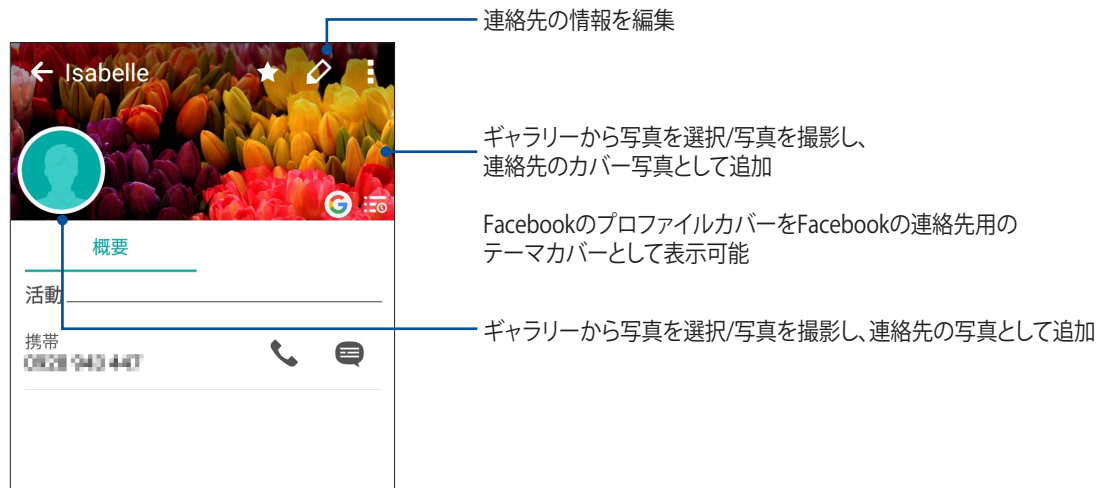 連絡先の情報を編集
Isabelle
ギャラリーから写真を選択/写真を撮影し、
連絡先のカバー写真として追加
FacebookのプロファイルカバーをFacebookの連絡先用の
テーマカバーとして表示可能
概要
活動
ギャラリーから写真を選択/写真を撮影し、連絡先の写真として追加
携帯